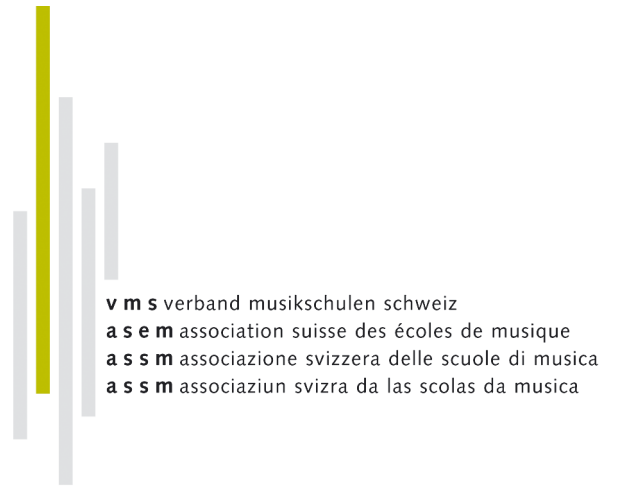 v m s verband musikschulen schweiz
a s e m association suisse des écoles de musique
a s s m associazione svizzera delle scuole di musica
a s s m associaziun svizra da las scolas da musica